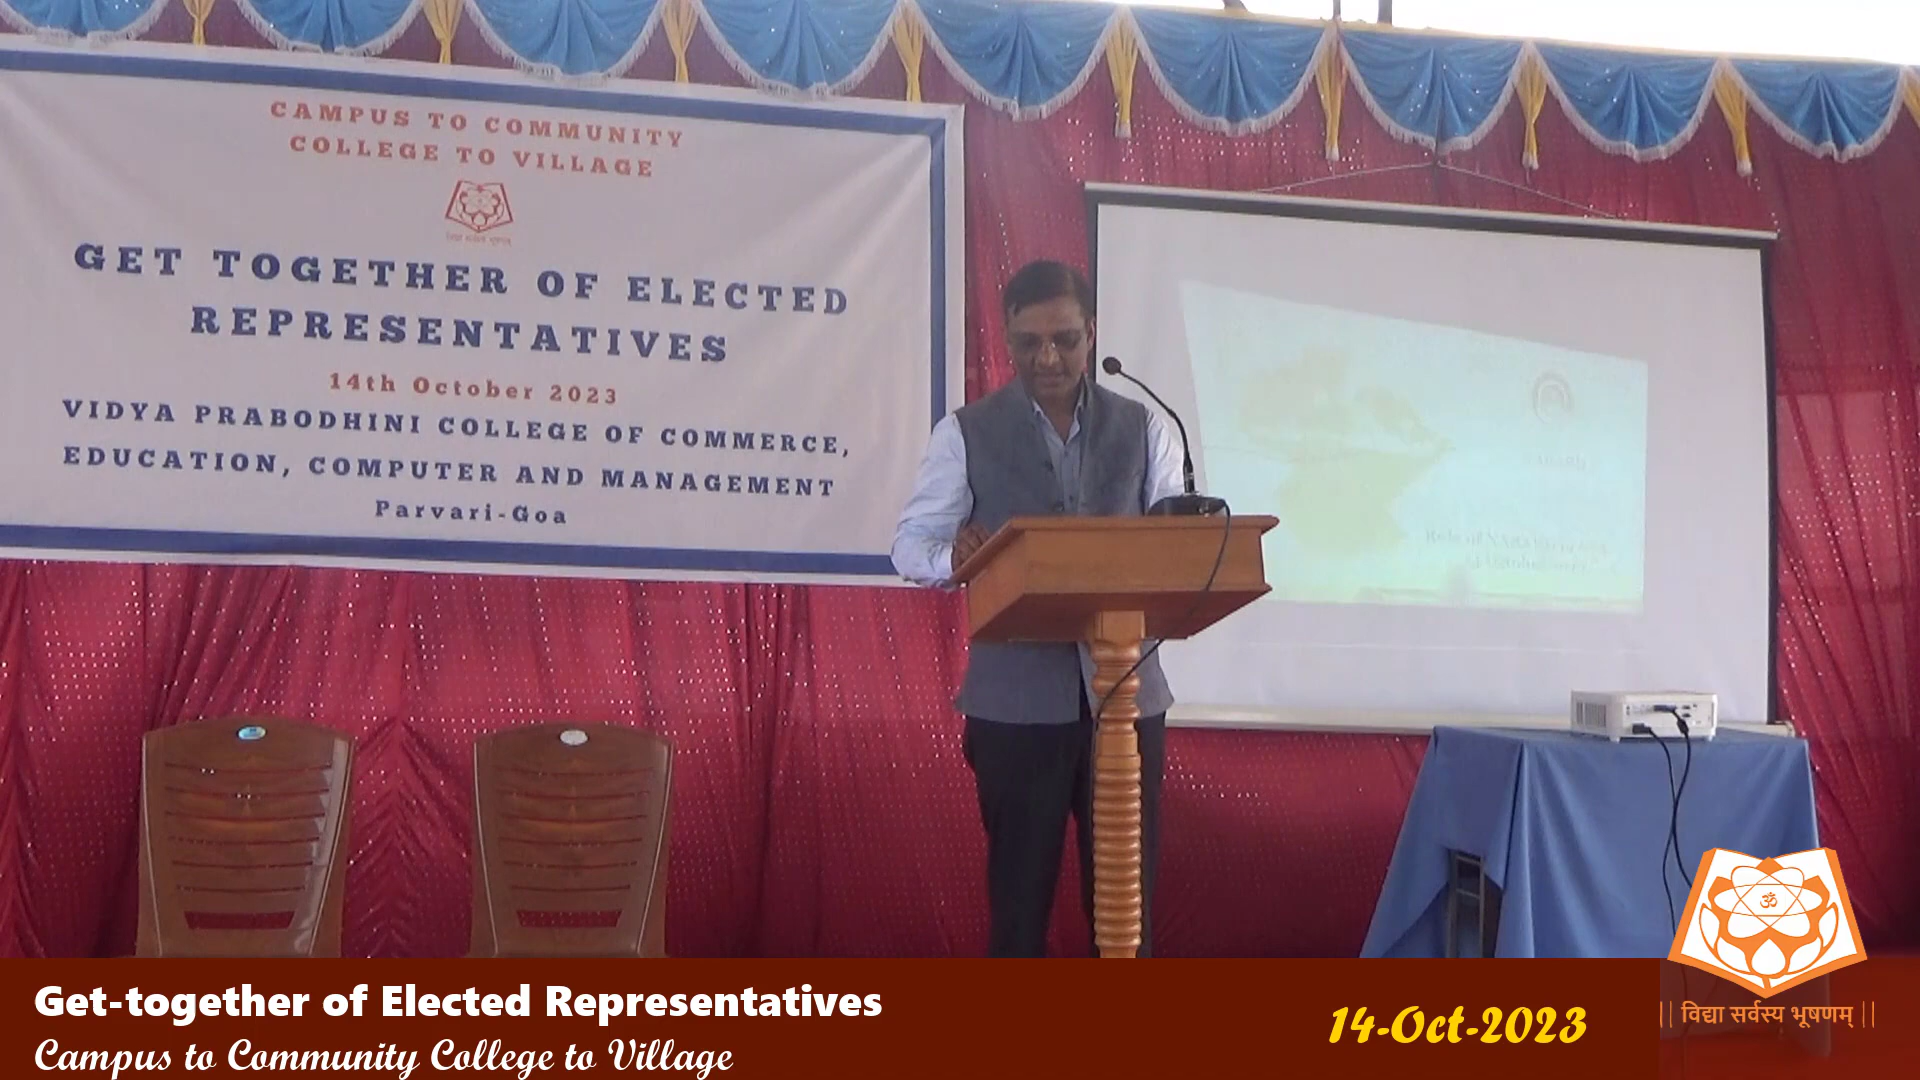 CAMPUS TO COMMUNITY
COLLEGE TO VILLAGE
GET TOGETHER OF ELECTED
REPRESENTATIVES
14th October 2023
VIDYA PRABODHINI COLLEGE OF COMMERCE,
EDUCATION, COMPUTER AND MANAGEMENT
Parvari-Goa
ॐ
|| विद्या सर्वस्य भूषणम् ||
Get-together of Elected Representatives
Campus to Community College to Village
14-Oct-2023